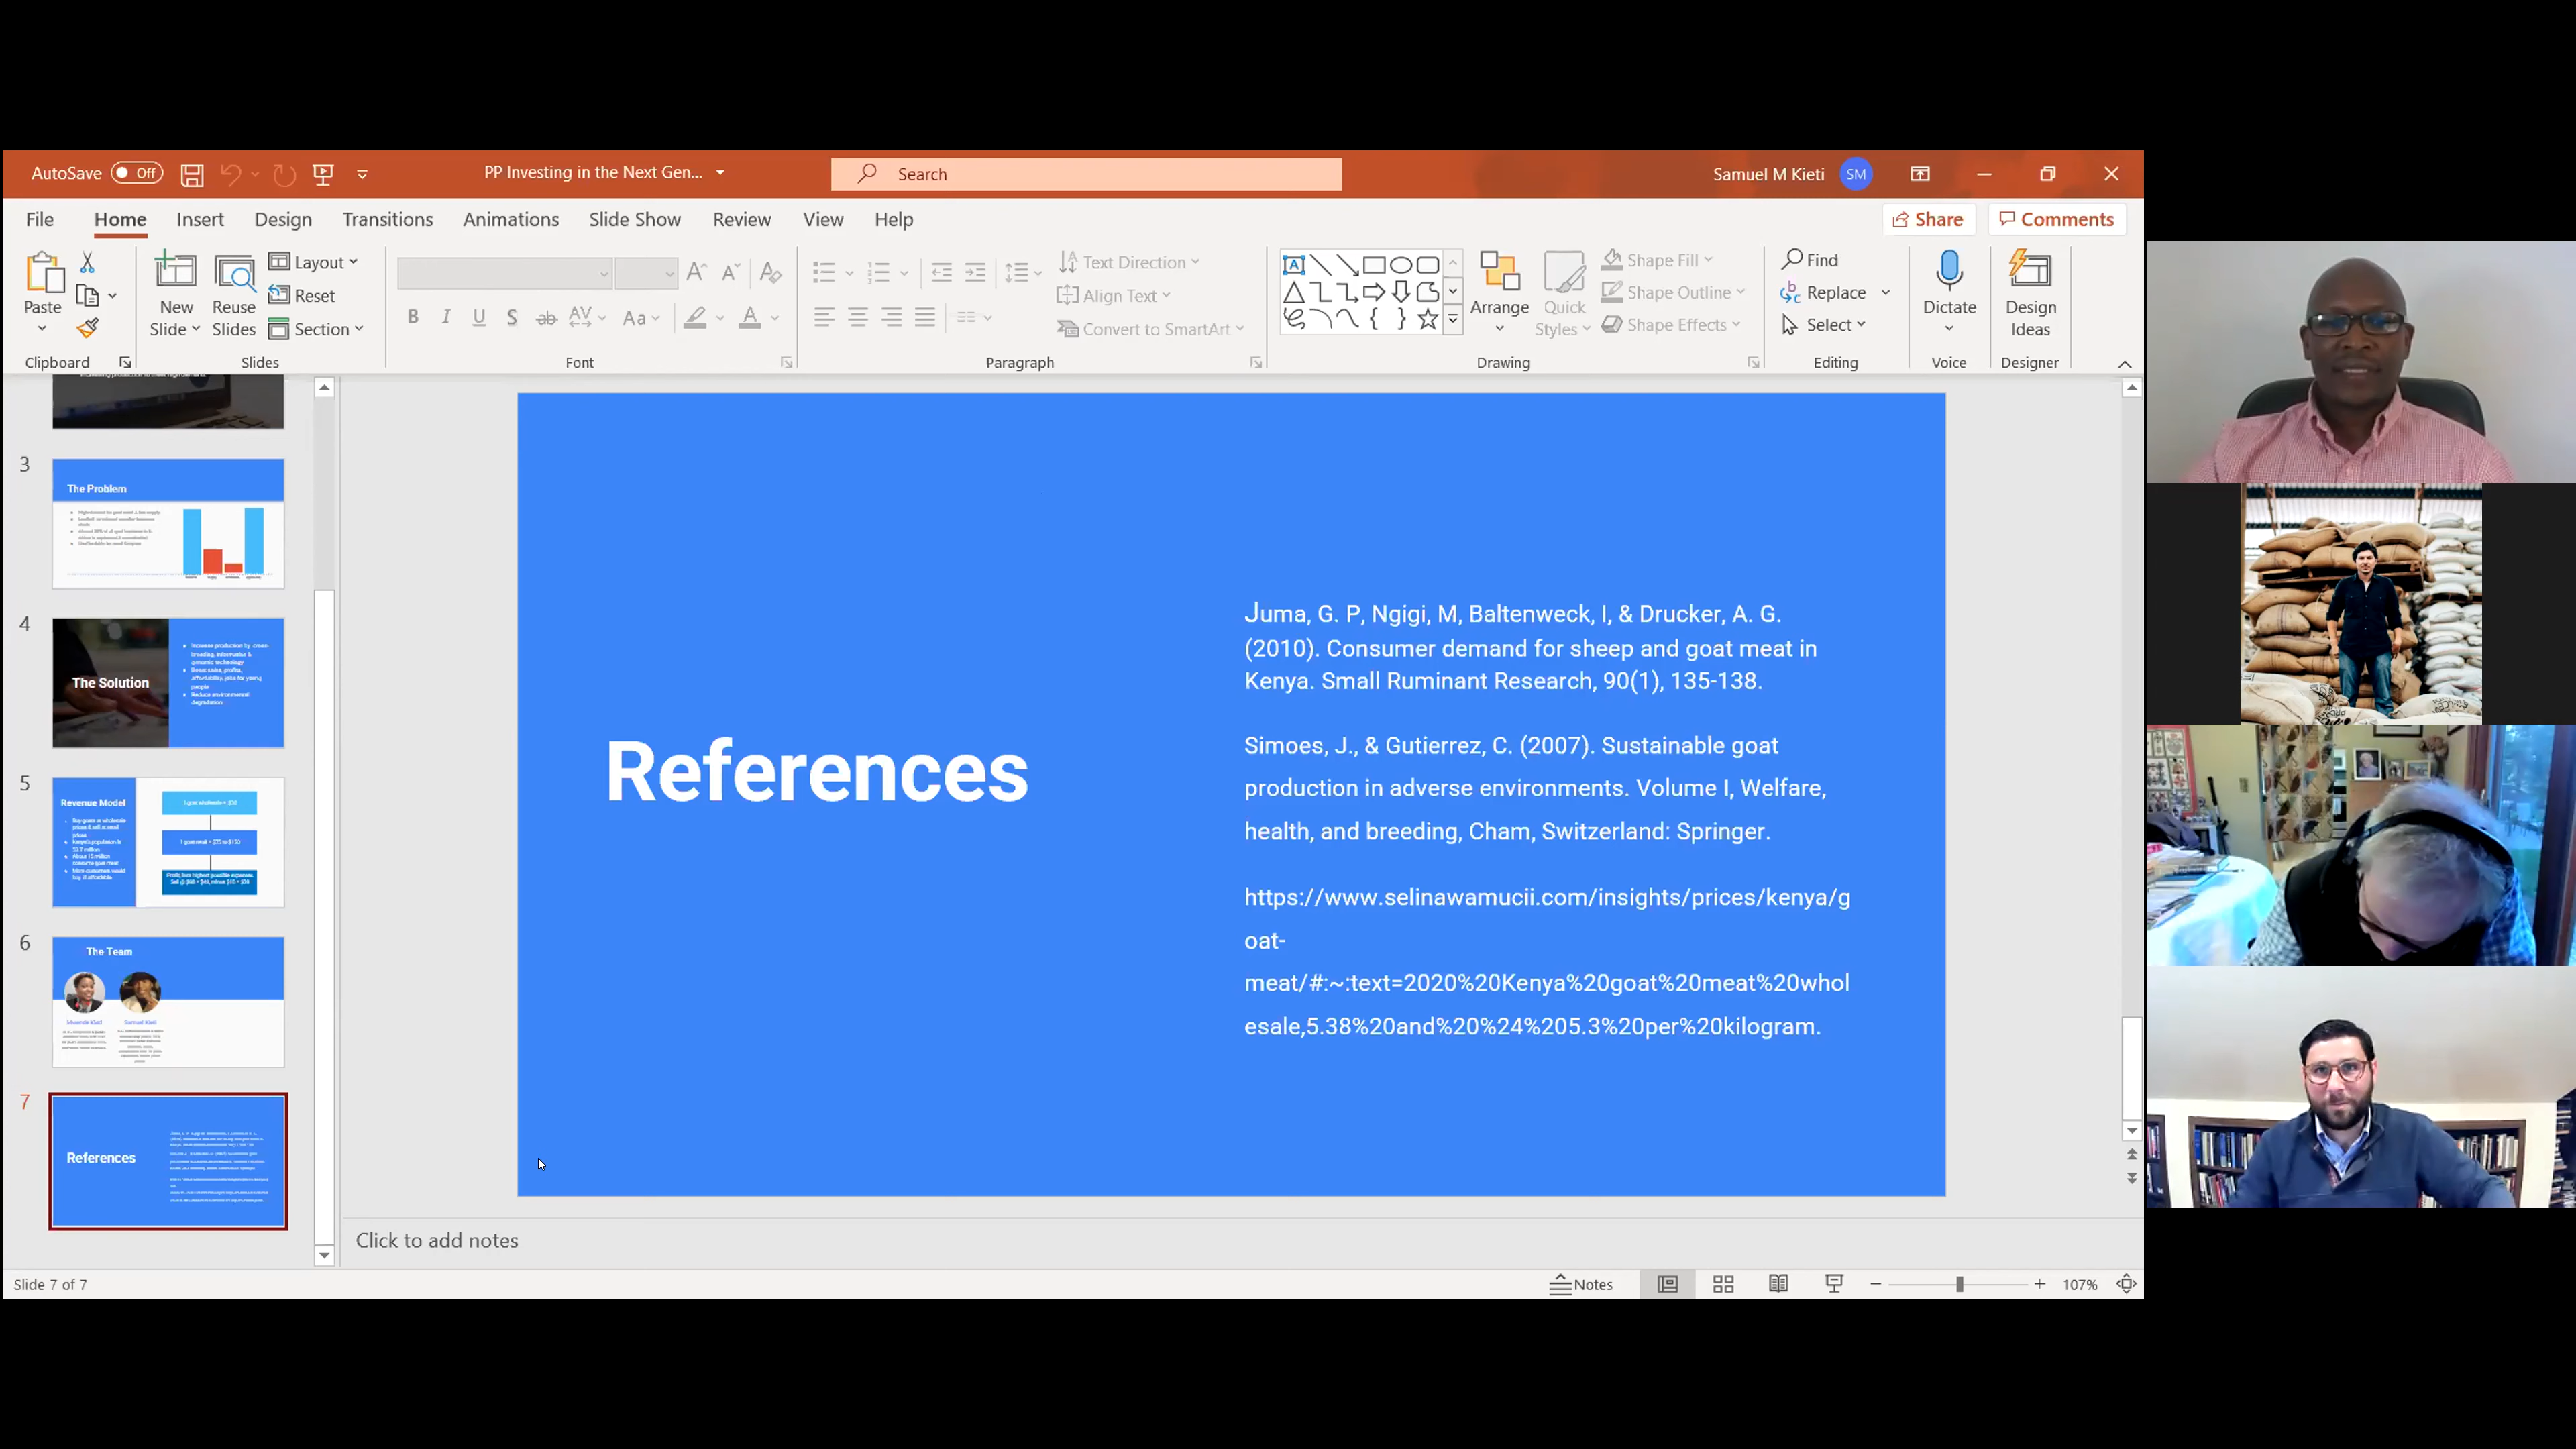 AutoSave Off
PP Investing in the Next Gen...
Search
Samuel M Kieti SM
File Home Insert Design Transitions Animations Slide Show Review View Help
Share Comments
Paste
New Slide
Reuse Slides
Layout
Reset
Section
B I U S ab AV Aa A
Text Direction
Align Text
Convert to SmartArt
Arrange
Quick Styles
Shape Fill
Shape Outline
Shape Effects
Find
Replace
Select
Dictate
Design Ideas
Clipboard Slides Font Paragraph Drawing Editing Voice Designer
3
The Problem
4
The Solution
5
Revenue Model
6
The Team
Samuel Kieti
7
References
References
Juma, G. P, Ngigi, M, Baltenweck, I, & Drucker, A. G.
(2010). Consumer demand for sheep and goat meat in
Kenya. Small Ruminant Research, 90(1), 135-138.
Simoes, J., & Gutierrez, C. (2007). Sustainable goat
production in adverse environments. Volume I, Welfare,
health, and breeding, Cham, Switzerland: Springer.
https://www.selinawamucii.com/insights/prices/kenya/g
oat-
meat/#:~:text=2020%20Kenya%20goat%20meat%20whol
esale,5.38%20and%20%24%205.3%20per%20kilogram.
Click to add notes
Slide 7 of 7
Notes
107%